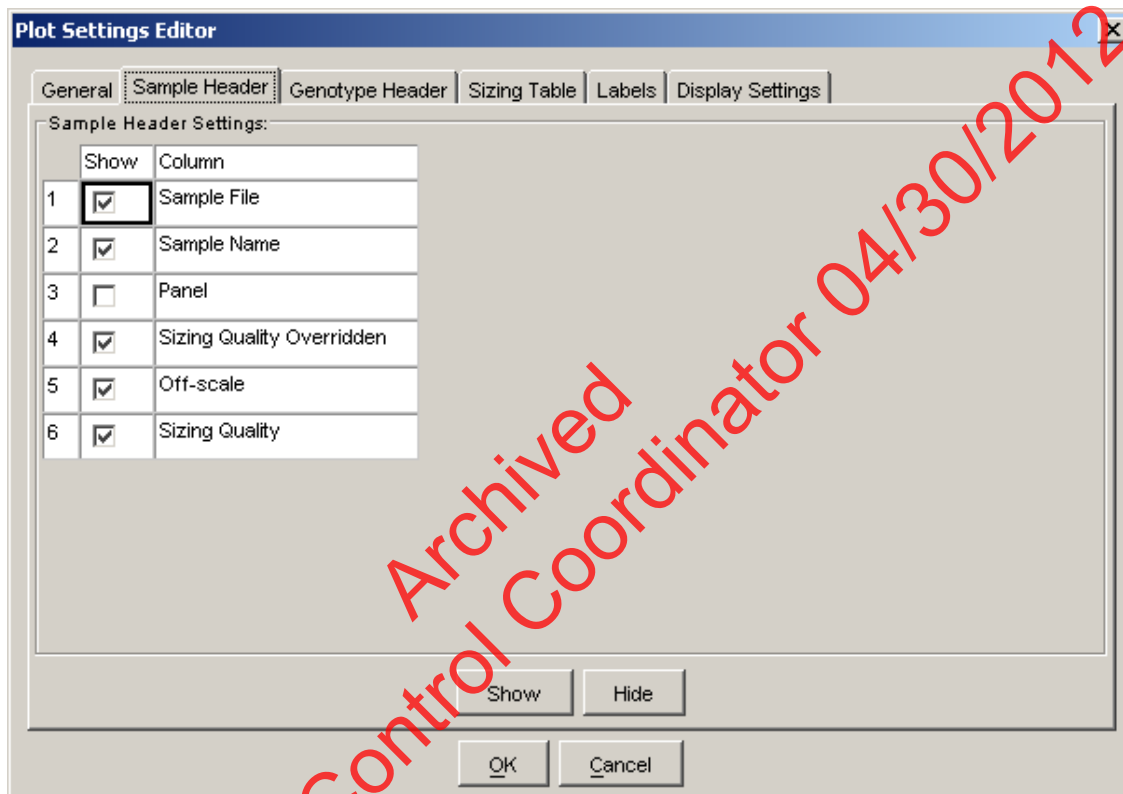 Plot Settings Editor
General Sample Header Genotype Header Sizing Table Labels Display Settings
Sample Header Settings:
Show Column
1 Sample File
2 Sample Name
3 Panel
4 Sizing Quality Overridden
5 Off-scale
6 Sizing Quality
Show Hide
OK Cancel
Archived
Control Coordinator 04/30/2012